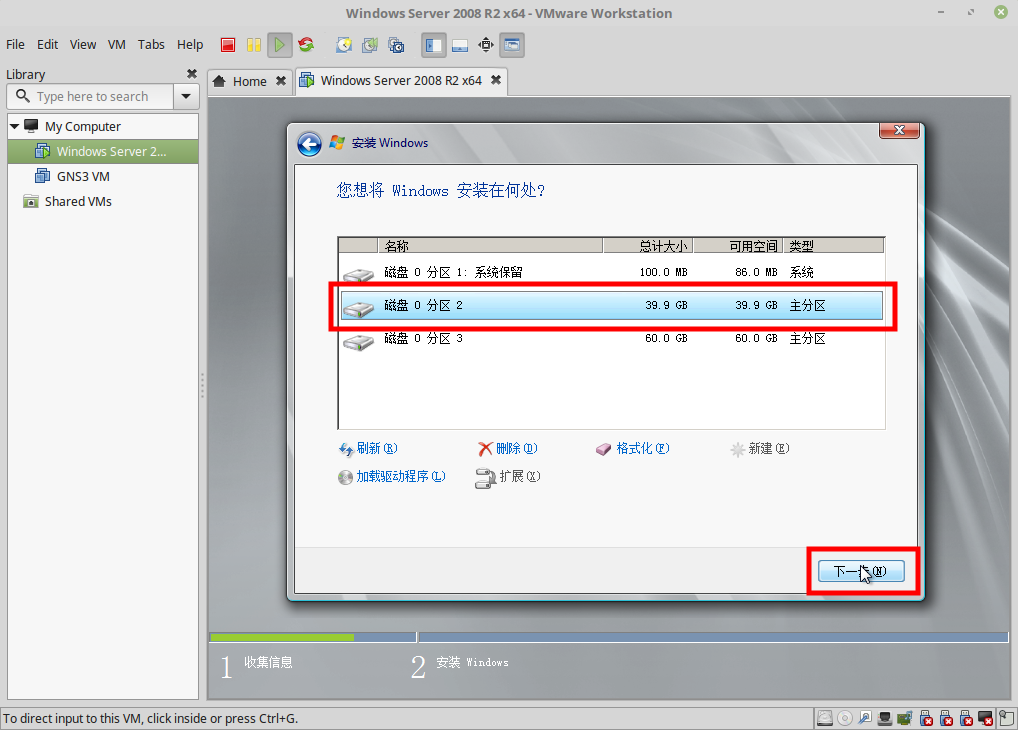 Windows Server 2008 R2 x64 - VMware Workstation
File Edit View VM Tabs Help
Library
Type here to search
My Computer
Windows Server 2...
GNS3 VM
Shared VMs
Home
Windows Server 2008 R2 x64
安装 Windows
您想将 Windows 安装在何处?
名称 总计大小 可用空间 类型
磁盘 0 分区 1: 系统保留 100.0 MB 86.0 MB 系统
磁盘 0 分区 2 39.9 GB 39.9 GB 主分区
磁盘 0 分区 3 60.0 GB 60.0 GB 主分区
刷新(R) 删除(D) 格式化(F) 新建(E)
加载驱动程序(L) 扩展(X)
下一步(N)
1 收集信息 2 安装 Windows
To direct input to this VM, click inside or press Ctrl+G.